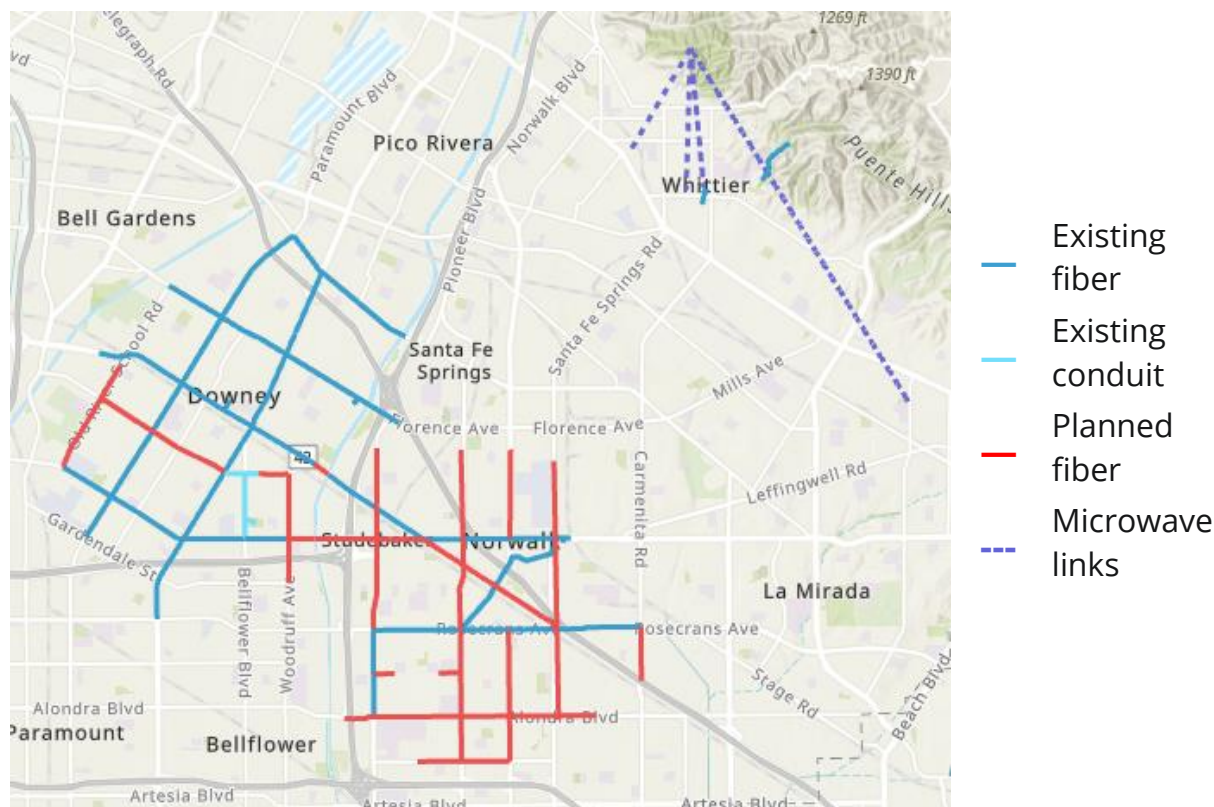 1269 ft
Telegraph Rd
1390 ft
Paramount Blvd
Norwalk Blvd
Pico Rivera
Puente Hills
Whittier
Bell Gardens
Pioneer Blvd
Santa Fe Springs Rd
Old River School Rd
Santa Fe
Springs
Mills Ave
Downey
Florence Ave
Florence Ave
42
Carmenita Rd
Leffingwell Rd
Gardendale St
Studebaker
Norwalk
Bellflower Blvd
Woodruff Ave
La Mirada
Rosecrans Ave
Rosecrans Ave
Stage Rd
Beach Blvd
Alondra Blvd
Alondra Blvd
Paramount
Bellflower
Artesia Blvd
Artesia Blvd
Artesia Blvd
Existing
fiber
Existing
conduit
Planned
fiber
Microwave
links